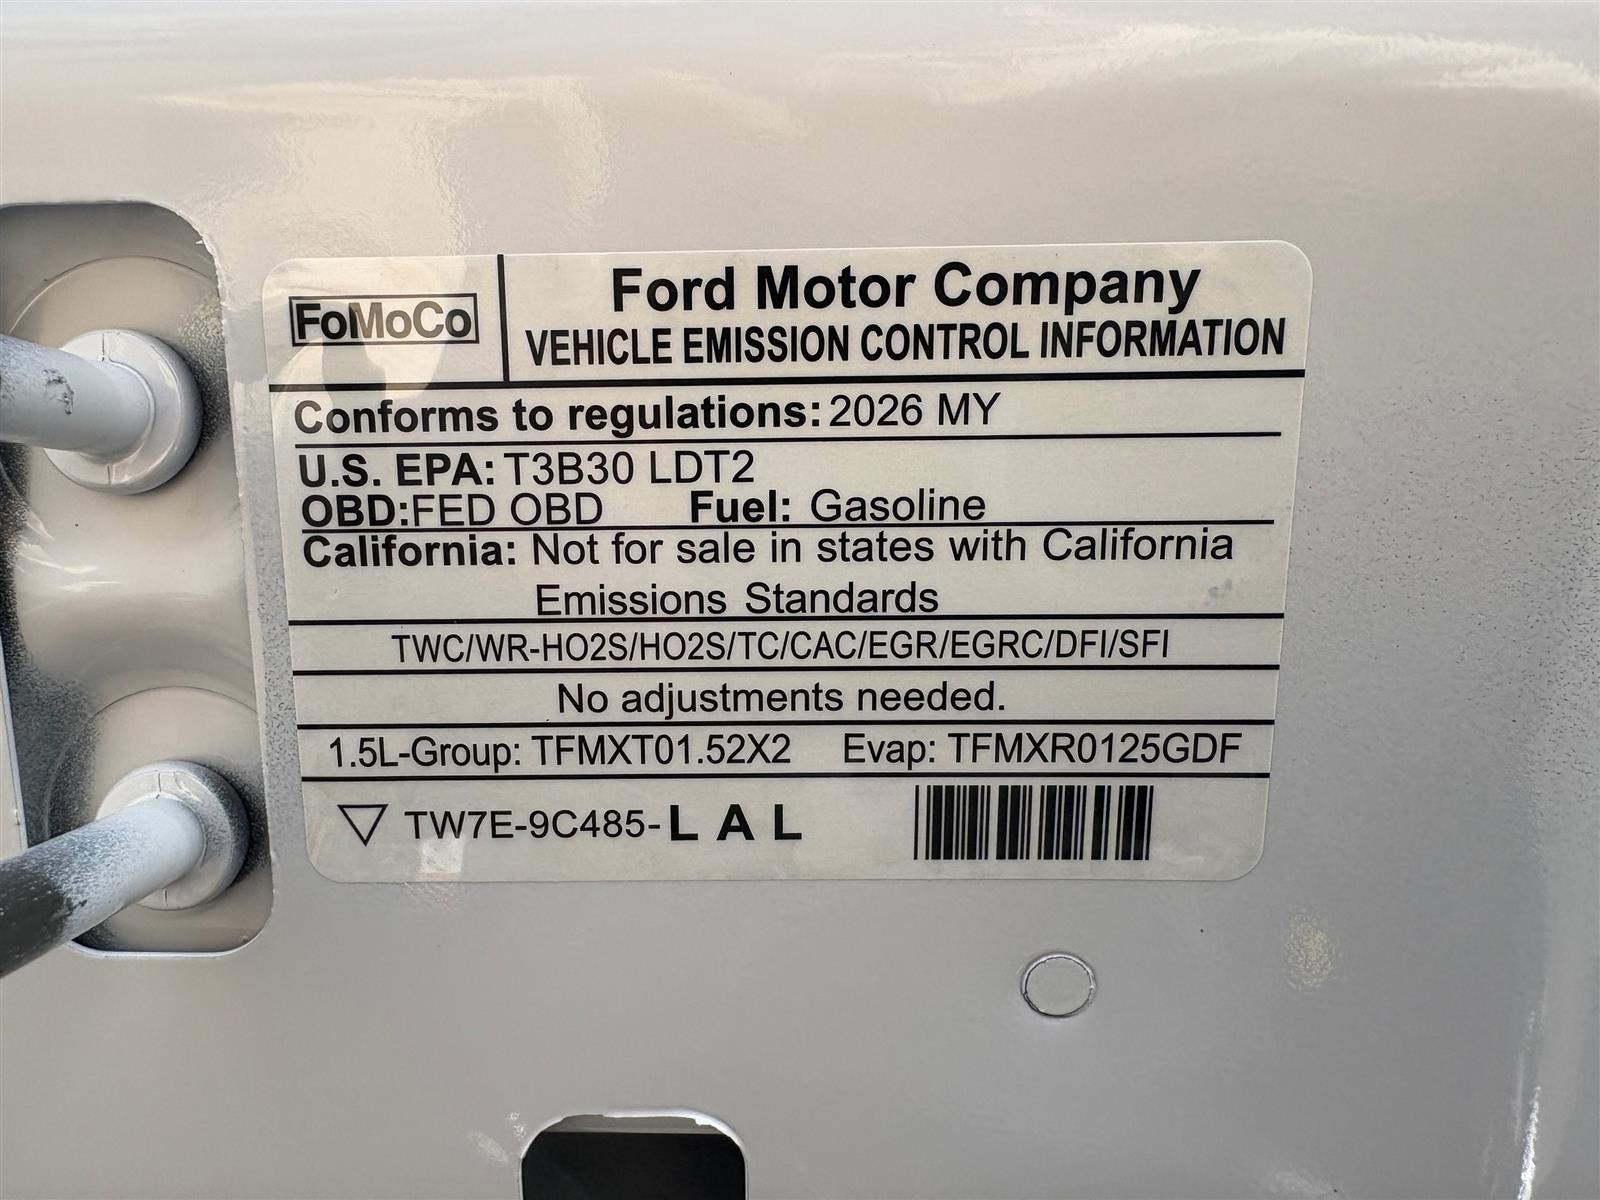 FoMoCo
Ford Motor Company
VEHICLE EMISSION CONTROL INFORMATION
Conforms to regulations: 2026 MY
U.S. EPA: T3B30 LDT2
OBD:FED OBD Fuel: Gasoline
California: Not for sale in states with California
Emissions Standards
TWC/WR-HO2S/HO2S/TC/CAC/EGR/EGRC/DFI/SFI
No adjustments needed.
1.5L-Group: TFMXT01.52X2 Evap: TFMXR0125GDF
TW7E-9C485-L A L